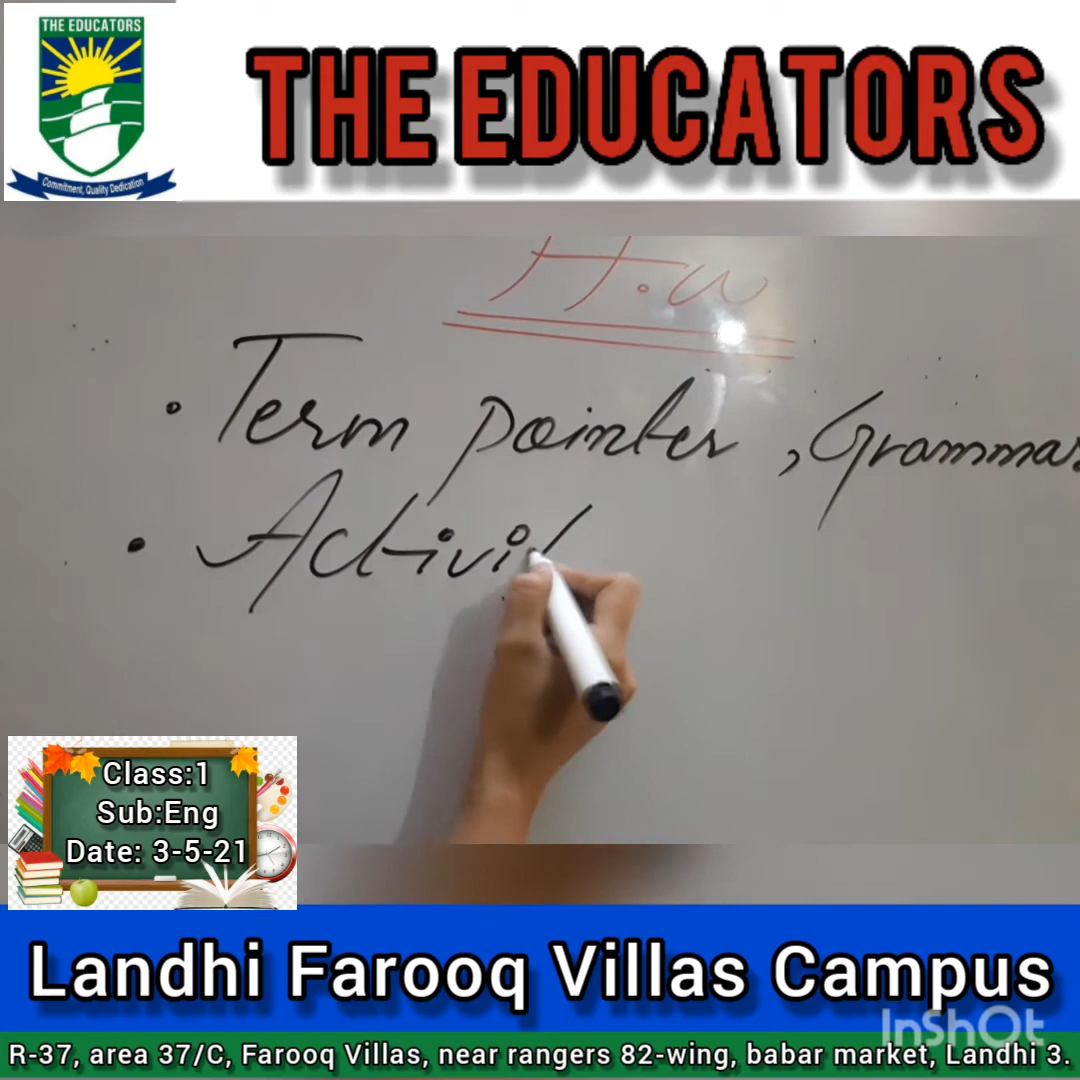 THE EDUCATORS
Commitment, Quality Dedication
THE EDUCATORS
H.w
• Term pointer, Grammar
• Activit
Class:1
Sub:Eng
Date: 3-5-21
Landhi Farooq Villas Campus
InShOt
R-37, area 37/C, Farooq Villas, near rangers 82-wing, babar market, Landhi 3.